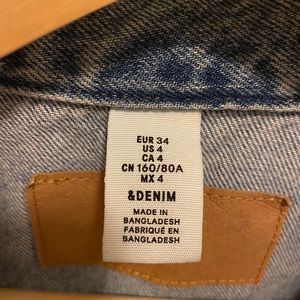 EUR 34
US 4
CA 4
CN 160/80A
MX 4
&DENIM
MADE IN
BANGLADESH
FABRIQUÉ EN
BANGLADESH